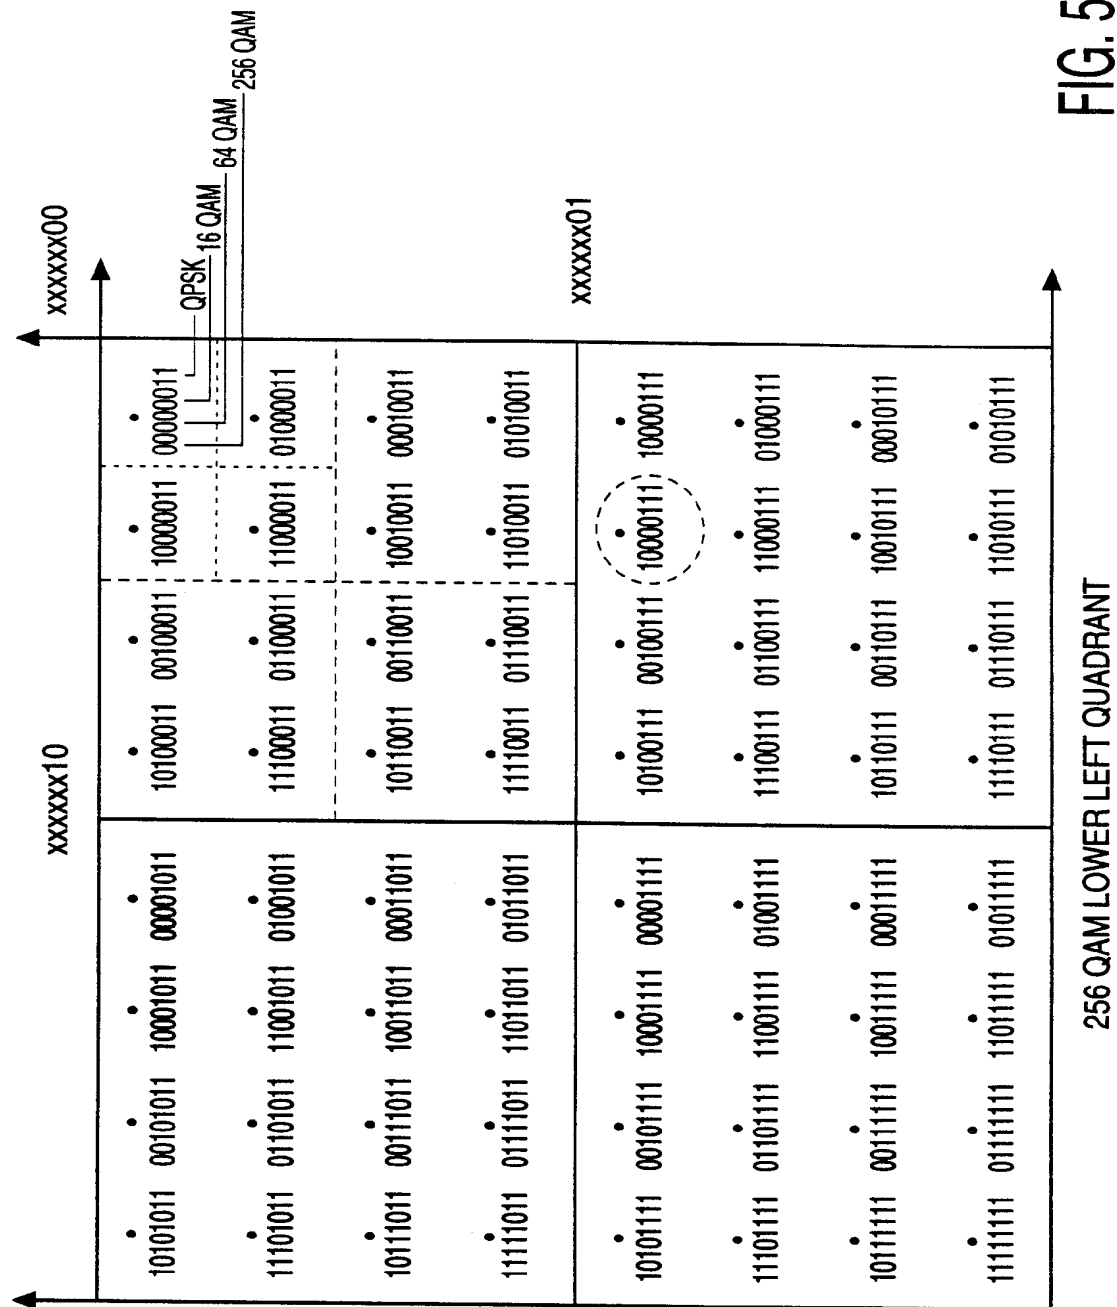 xxxxxx10 xxxxxx00
10101011 00101011 10001011 00001011 10100011 00100011 10000011 00000011
QPSK
16 QAM
64 QAM
256 QAM
11101011 01101011 11001011 01001011 11100011 01100011 11000011 01000011
10111011 00111011 10011011 00011011 10110011 00110011 10010011 00010011
11111011 01111011 11011011 01011011 11110011 01110011 11010011 01010011
xxxxxx01
10101111 00101111 10001111 00001111 10100111 00100111 10000111 10000111
11101111 01101111 11001111 01001111 11100111 01100111 11000111 01000111
10111111 00111111 10011111 00011111 10110111 00110111 10010111 00010111
11111111 01111111 11011111 01011111 11110111 01110111 11010111 01010111
256 QAM LOWER LEFT QUADRANT
FIG. 5